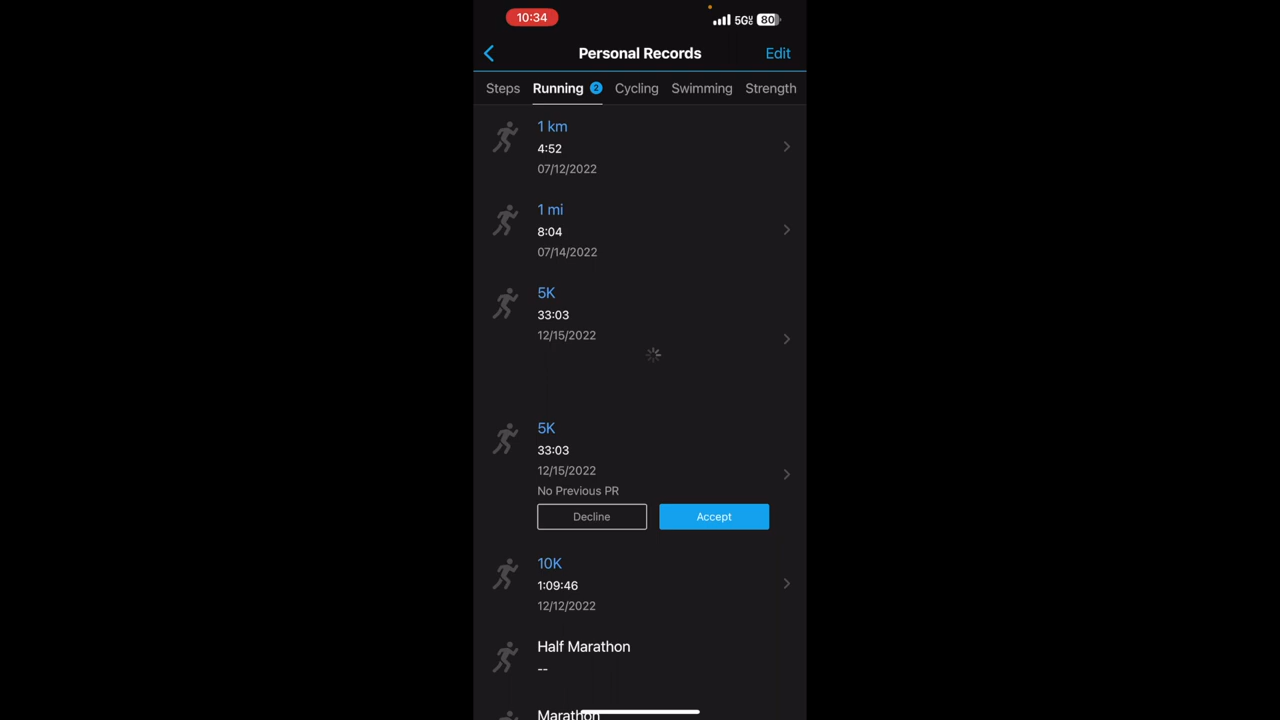 10:34
5G 80
Personal Records
Edit
Steps
Running 2
Cycling
Swimming
Strength
1 km
4:52
07/12/2022
1 mi
8:04
07/14/2022
5K
33:03
12/15/2022
5K
33:03
12/15/2022
No Previous PR
Decline
Accept
10K
1:09:46
12/12/2022
Half Marathon
--
Marathon